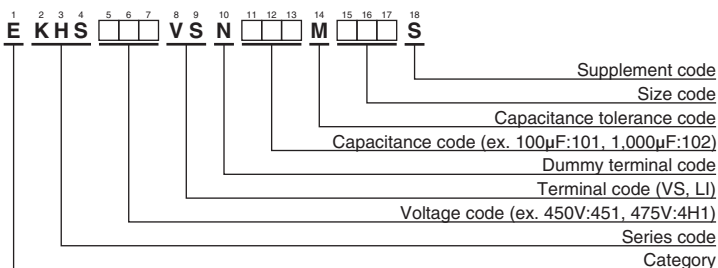 1 2 3 4 5 6 7 8 9 10 11 12 13 14 15 16 17 18
E KHS □□□ VS N □□□ M □□□ S
Supplement code
Size code
Capacitance tolerance code
Capacitance code (ex. 100µF:101, 1,000µF:102)
Dummy terminal code
Terminal code (VS, LI)
Voltage code (ex. 450V:451, 475V:4H1)
Series code
Category